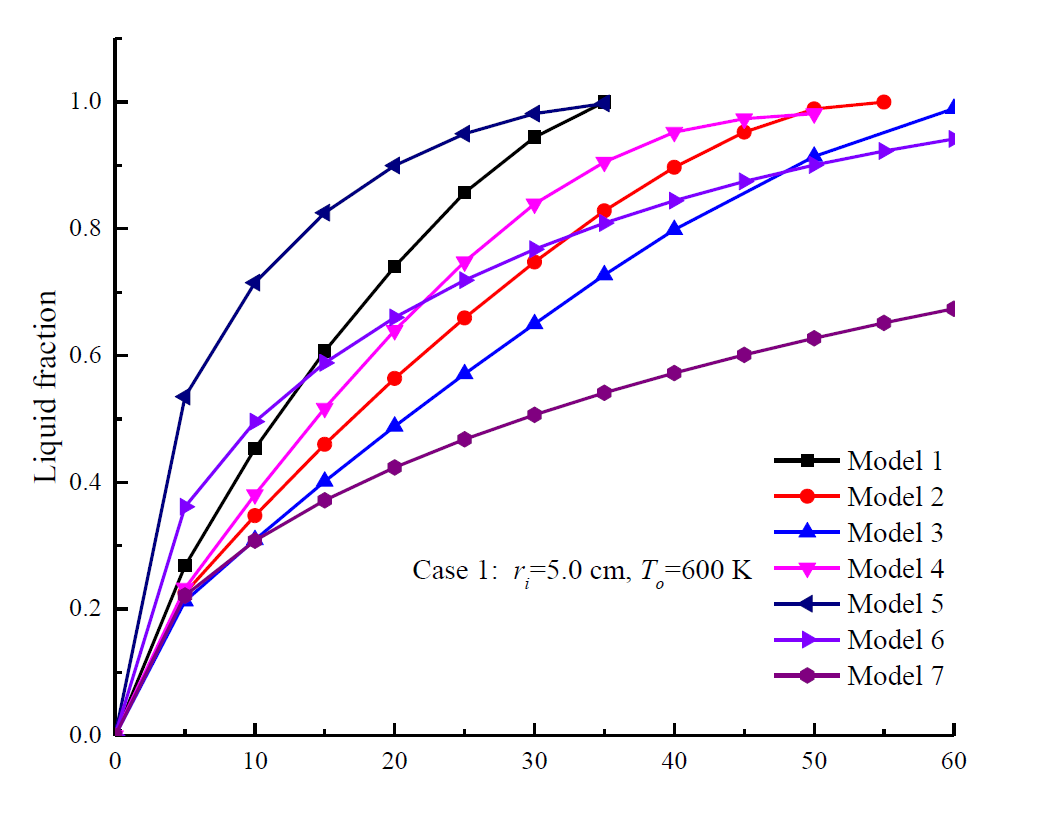 1.0
0.8
0.6
0.4
0.2
0.0
Liquid fraction
0 10 20 30 40 50 60
Case 1: r_i=5.0 cm, T_o=600 K
Model 1
Model 2
Model 3
Model 4
Model 5
Model 6
Model 7